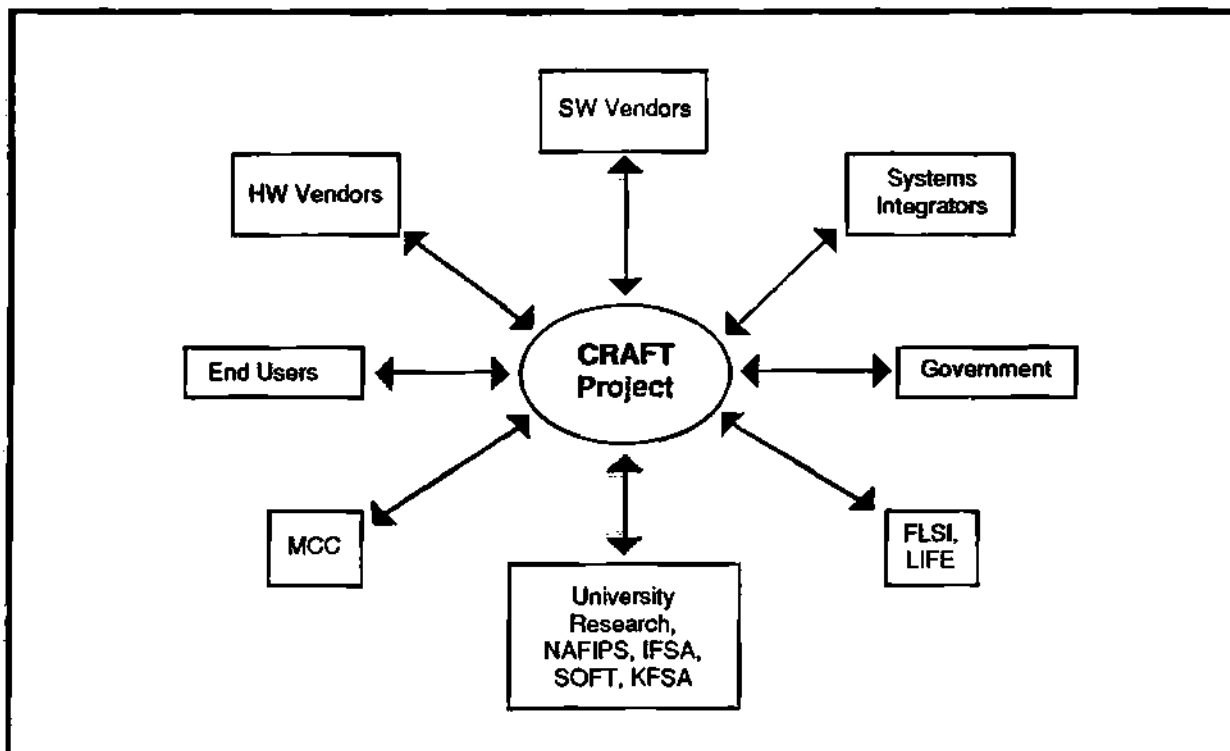 SW Vendors
HW Vendors
Systems
Integrators
CRAFT
Project
End Users
Government
MCC
FLSI,
LIFE
University
Research,
NAFIPS, IFSA,
SOFT, KFSA